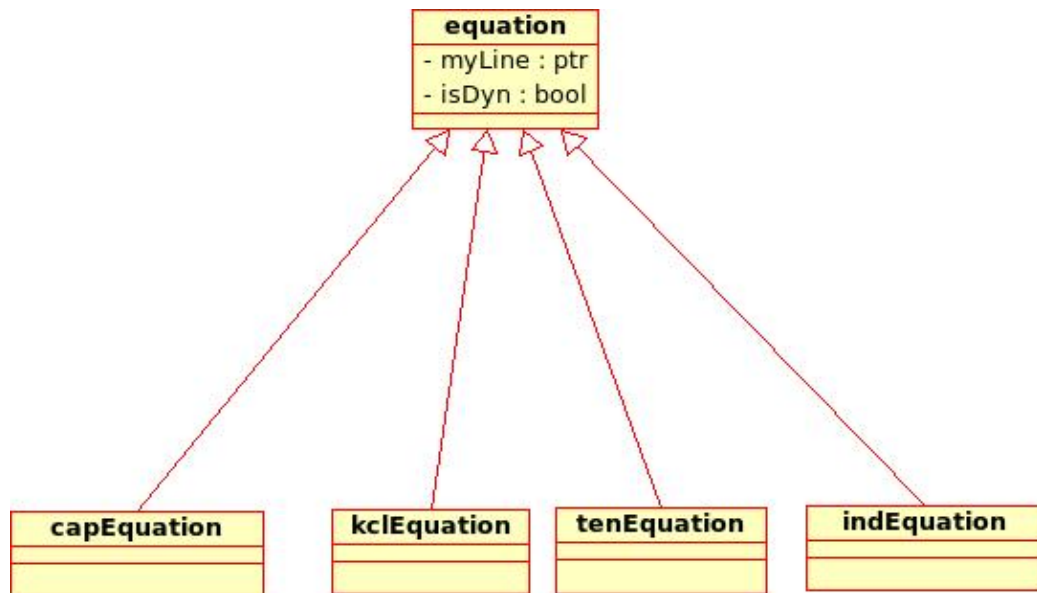 equation
- myLine : ptr
- isDyn : bool
capEquation
kclEquation
tenEquation
indEquation